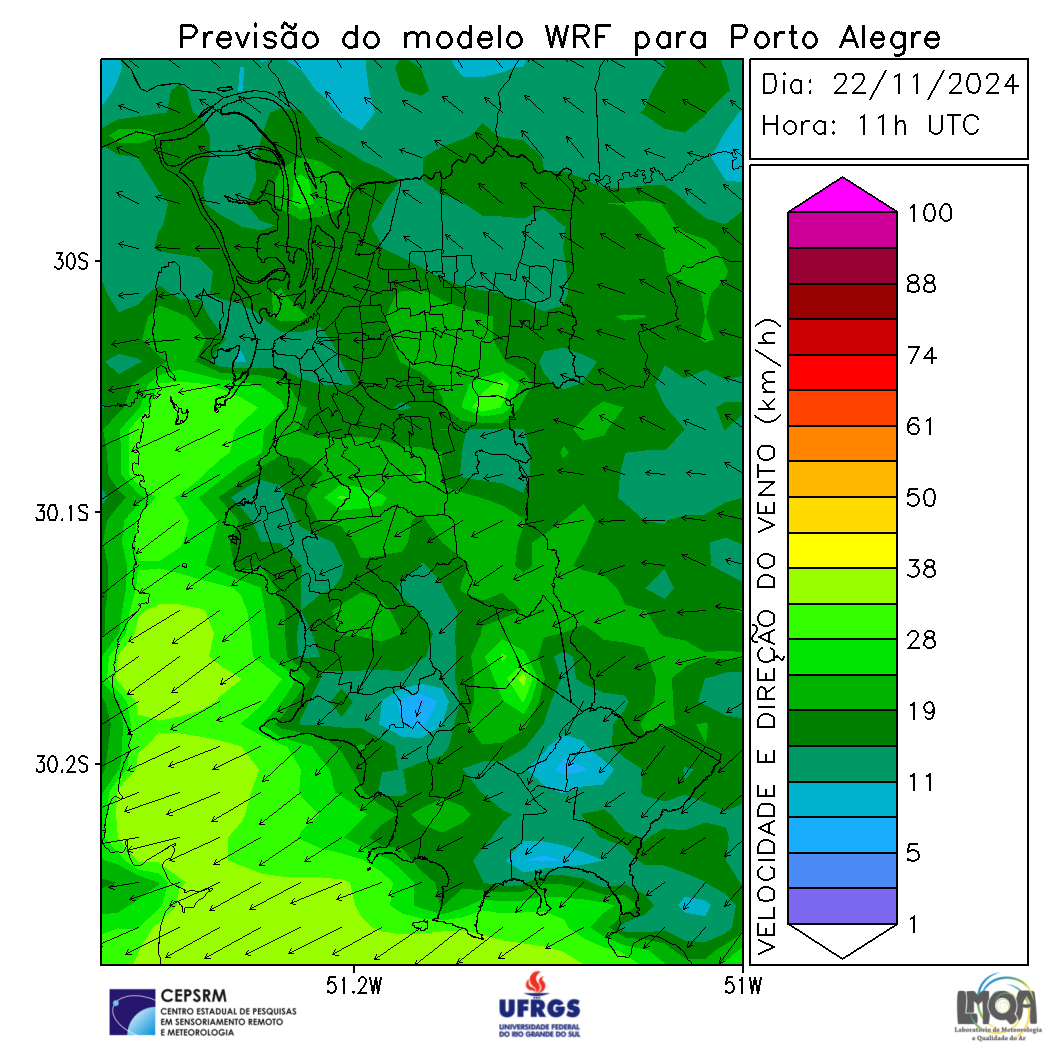 Previsão do modelo WRF para Porto Alegre
Dia: 22/11/2024
Hora: 11h UTC
30S
30.1S
30.2S
51.2W
51W
VELOCIDADE E DIREÇÃO DO VENTO (km/h)
100
88
74
61
50
38
28
19
11
5
1
CEPSRM
CENTRO ESTADUAL DE PESQUISAS
EM SENSORIAMENTO REMOTO
E METEOROLOGIA
UFRGS
UNIVERSIDADE FEDERAL
DO RIO GRANDE DO SUL
LMQA
Laboratório de Meteorologia
e Qualidade do Ar